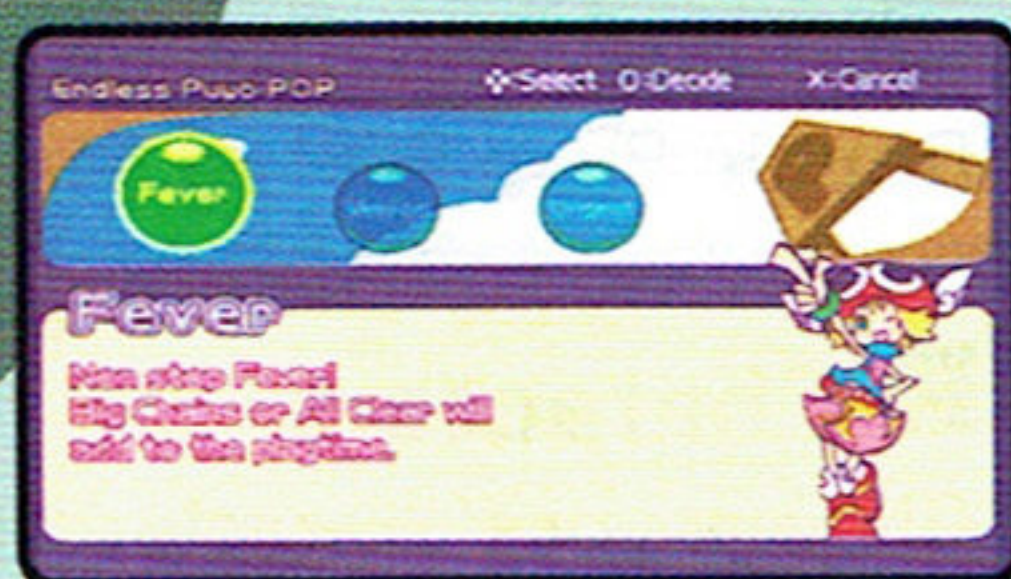 Endless Puyo POP
Select O:Decide X:Cancel
Fever
Fever
Non stop Fever!
Big Chains or All Clear will
add to the playtime.